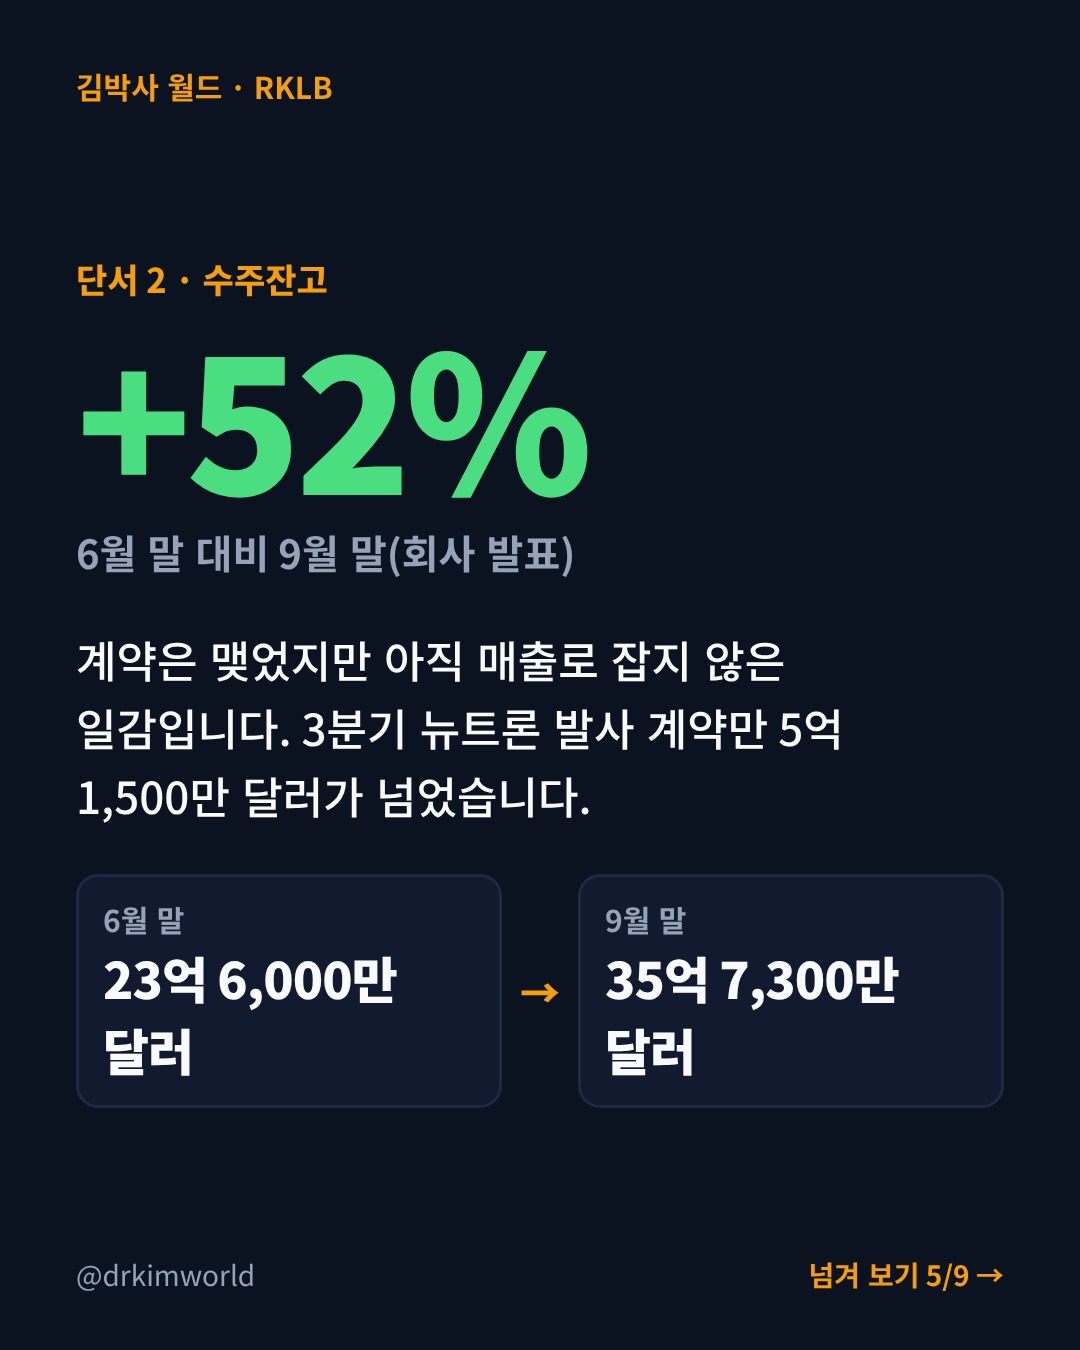 김박사 월드 · RKLB
단서 2 · 수주잔고
+52%
6월 말 대비 9월 말(회사 발표)
계약은 맺었지만 아직 매출로 잡지 않은
일감입니다. 3분기 뉴트론 발사 계약만 5억
1,500만 달러가 넘었습니다.
6월 말
23억 6,000만
달러
→
9월 말
35억 7,300만
달러
@drkimworld
넘겨 보기 5/9 →